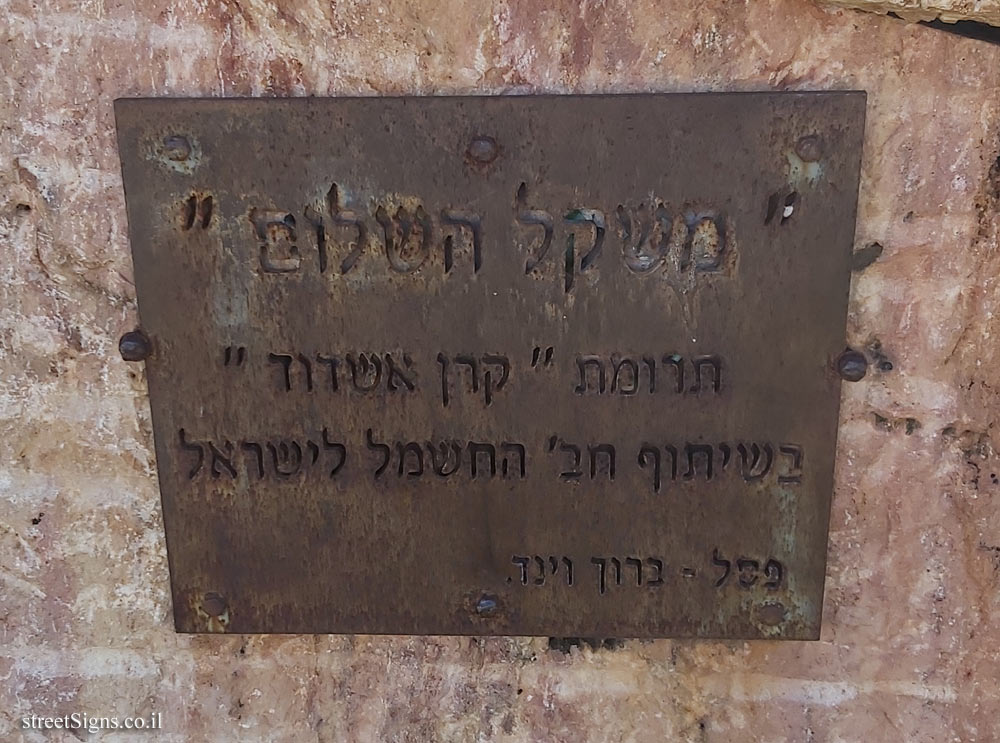 " משקל השלום "
תרומת " קרן אשדוד "
בשיתוף חב' החשמל לישראל
פסל - ברוך וינד.
streetSigns.co.il